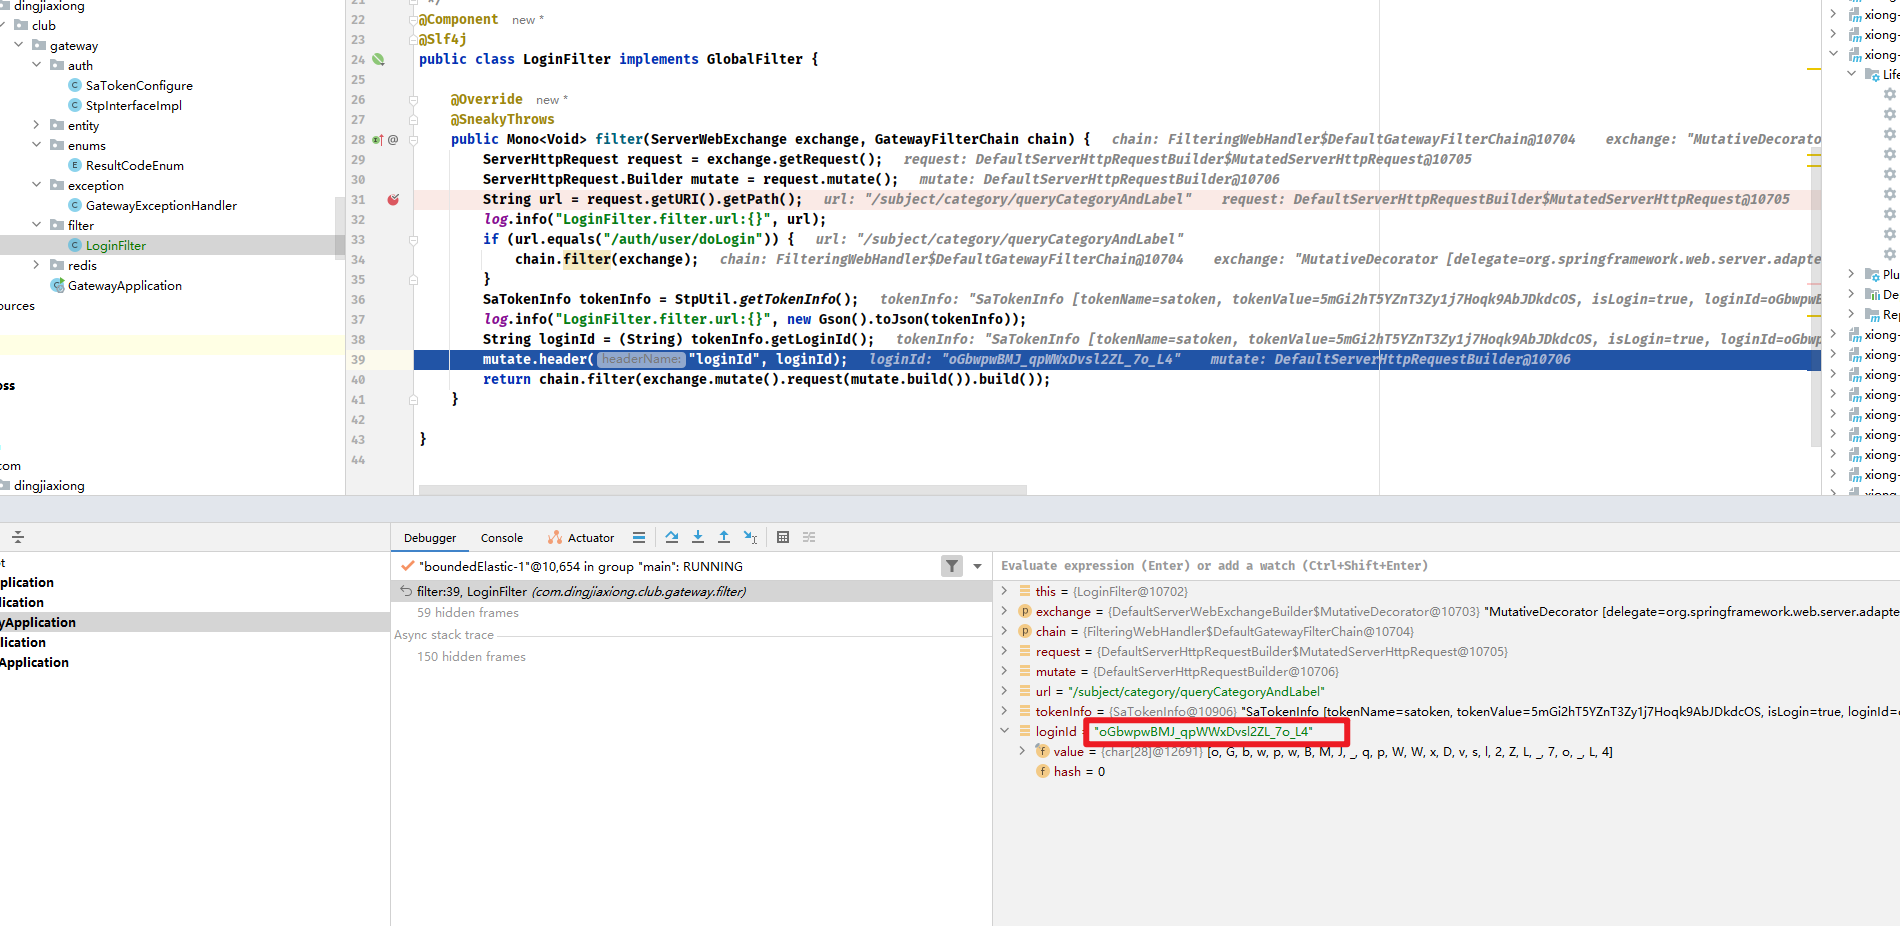 dingjiaxiong
club
gateway
auth
SaTokenConfigure
StpInterfaceImpl
entity
enums
ResultCodeEnum
exception
GatewayExceptionHandler
filter
LoginFilter
redis
GatewayApplication
ources
oss
com
dingjiaxiong
21 */
22 @Component new *
23 @Slf4j
24 public class LoginFilter implements GlobalFilter {
25
26 @Override new *
27 @SneakyThrows
28 @ public Mono<Void> filter(ServerWebExchange exchange, GatewayFilterChain chain) { chain: FilteringWebHandler$DefaultGatewayFilterChain@10704 exchange: "MutativeDecorato
29 ServerHttpRequest request = exchange.getRequest(); request: DefaultServerHttpRequestBuilder$MutatedServerHttpRequest@10705
30 ServerHttpRequest.Builder mutate = request.mutate(); mutate: DefaultServerHttpRequestBuilder@10706
31 String url = request.getURI().getPath(); url: "/subject/category/queryCategoryAndLabel" request: DefaultServerHttpRequestBuilder$MutatedServerHttpRequest@10705
32 log.info("LoginFilter.filter.url:{}", url);
33 if (url.equals("/auth/user/doLogin")) { url: "/subject/category/queryCategoryAndLabel"
34 chain.filter(exchange); chain: FilteringWebHandler$DefaultGatewayFilterChain@10704 exchange: "MutativeDecorator [delegate=org.springframework.web.server.adapte
35 }
36 SaTokenInfo tokenInfo = StpUtil.getTokenInfo(); tokenInfo: "SaTokenInfo [tokenName=satoken, tokenValue=5mGi2hT5YZnT3Zy1j7Hoqk9AbJDkdcOS, isLogin=true, loginId=oGbwpwB
37 log.info("LoginFilter.filter.url:{}", new Gson().toJson(tokenInfo));
38 String loginId = (String) tokenInfo.getLoginId(); tokenInfo: "SaTokenInfo [tokenName=satoken, tokenValue=5mGi2hT5YZnT3Zy1j7Hoqk9AbJDkdcOS, isLogin=true, loginId=oGbwp
39 mutate.header( headerName: "loginId", loginId); loginId: "oGbwpwBMJ_qpWWxDvsl2ZL_7o_L4" mutate: DefaultServerHttpRequestBuilder@10706
40 return chain.filter(exchange.mutate().request(mutate.build()).build());
41 }
42
43 }
44
xiong-
xiong-
xiong-
Life
Plu
De
Rep
xiong-
xiong-
xiong-
xiong-
xiong-
xiong-
xiong-
xiong-
Debugger Console Actuator
t
plication
lication
yApplication
lication
Application
"boundedElastic-1"@10,654 in group "main": RUNNING
filter:39, LoginFilter (com.dingjiaxiong.club.gateway.filter)
59 hidden frames
Async stack trace
150 hidden frames
Evaluate expression (Enter) or add a watch (Ctrl+Shift+Enter)
this = {LoginFilter@10702}
exchange = {DefaultServerWebExchangeBuilder$MutativeDecorator@10703} "MutativeDecorator [delegate=org.springframework.web.server.adapte
chain = {FilteringWebHandler$DefaultGatewayFilterChain@10704}
request = {DefaultServerHttpRequestBuilder$MutatedServerHttpRequest@10705}
mutate = {DefaultServerHttpRequestBuilder@10706}
url = "/subject/category/queryCategoryAndLabel"
tokenInfo = {SaTokenInfo@10906} "SaTokenInfo [tokenName=satoken, tokenValue=5mGi2hT5YZnT3Zy1j7Hoqk9AbJDkdcOS, isLogin=true, loginId=o
loginId = "oGbwpwBMJ_qpWWxDvsl2ZL_7o_L4"
value = {char[28]@12691} [o, G, b, w, p, w, B, M, J, _, q, p, W, W, x, D, v, s, l, 2, Z, L, _, 7, o, _, L, 4]
hash = 0